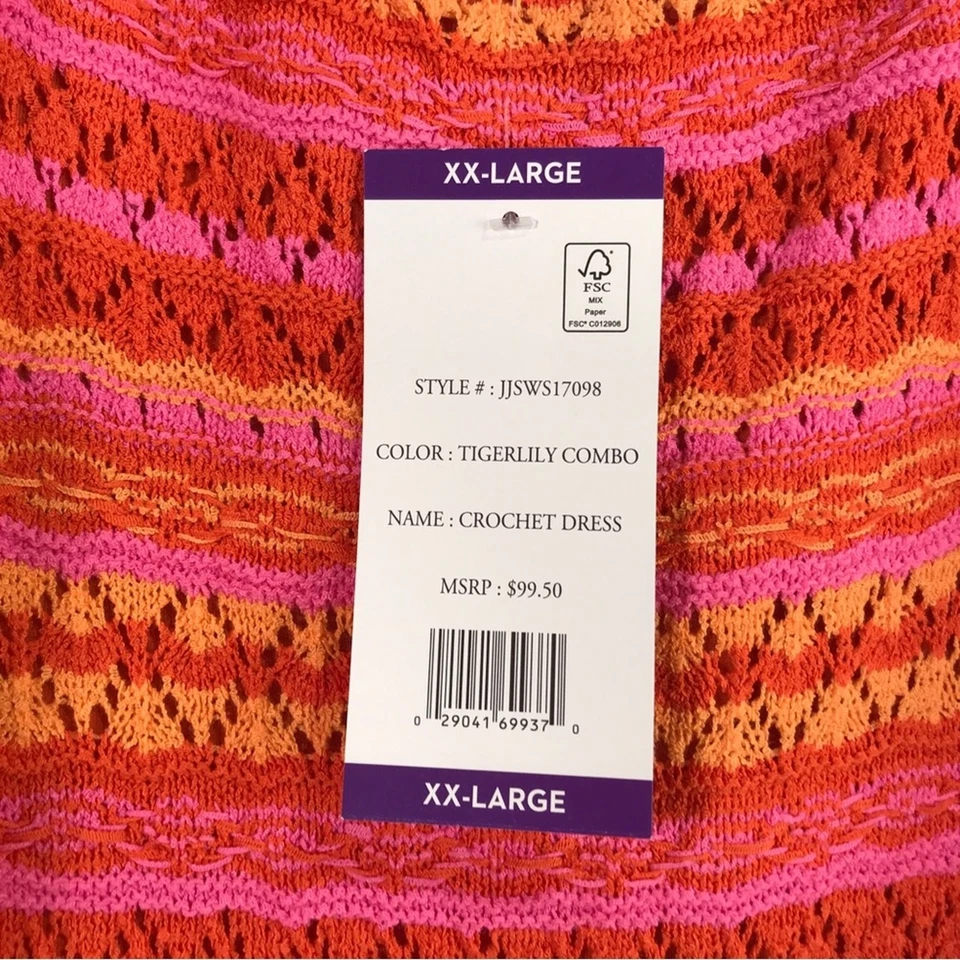 XX-LARGE
FSC
MIX
Paper
FSC® C012906
STYLE # : JJSWS17098
COLOR : TIGERLILY COMBO
NAME : CROCHET DRESS
MSRP : $99.50
0 29041 69937 0
XX-LARGE